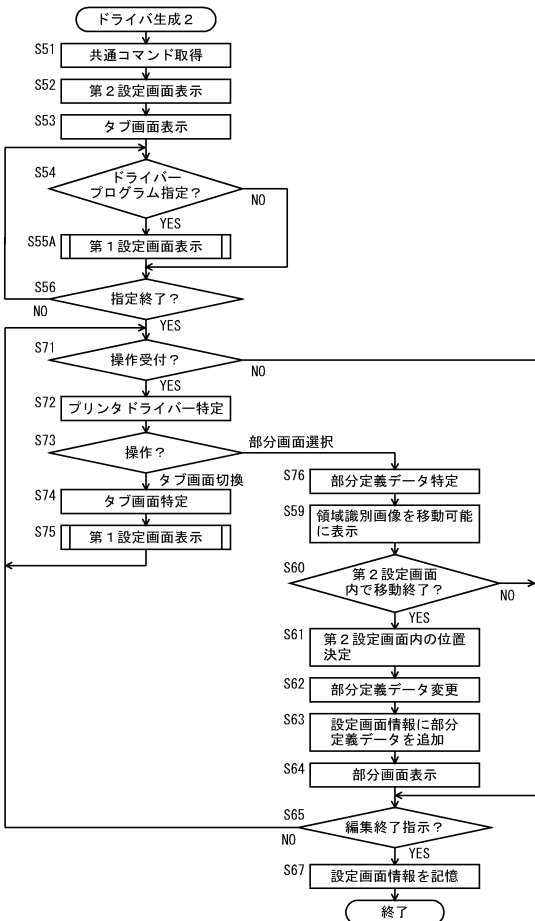 ドライバ生成2
S51
共通コマンド取得
S52
第2設定画面表示
S53
タブ画面表示
S54
ドライバー
プログラム指定?
NO
YES
S55A
第1設定画面表示
S56
指定終了?
NO
YES
S71
操作受付?
NO
YES
S72
プリンタドライバー特定
S73
操作?
部分画面選択
タブ画面切換
S74
タブ画面特定
S75
第1設定画面表示
S76
部分定義データ特定
S59
領域識別画像を移動可能
に表示
S60
第2設定画面
内で移動終了?
NO
YES
S61
第2設定画面内の位置
決定
S62
部分定義データ変更
S63
設定画面情報に部分
定義データを追加
S64
部分画面表示
S65
編集終了指示?
NO
YES
S67
設定画面情報を記憶
終了